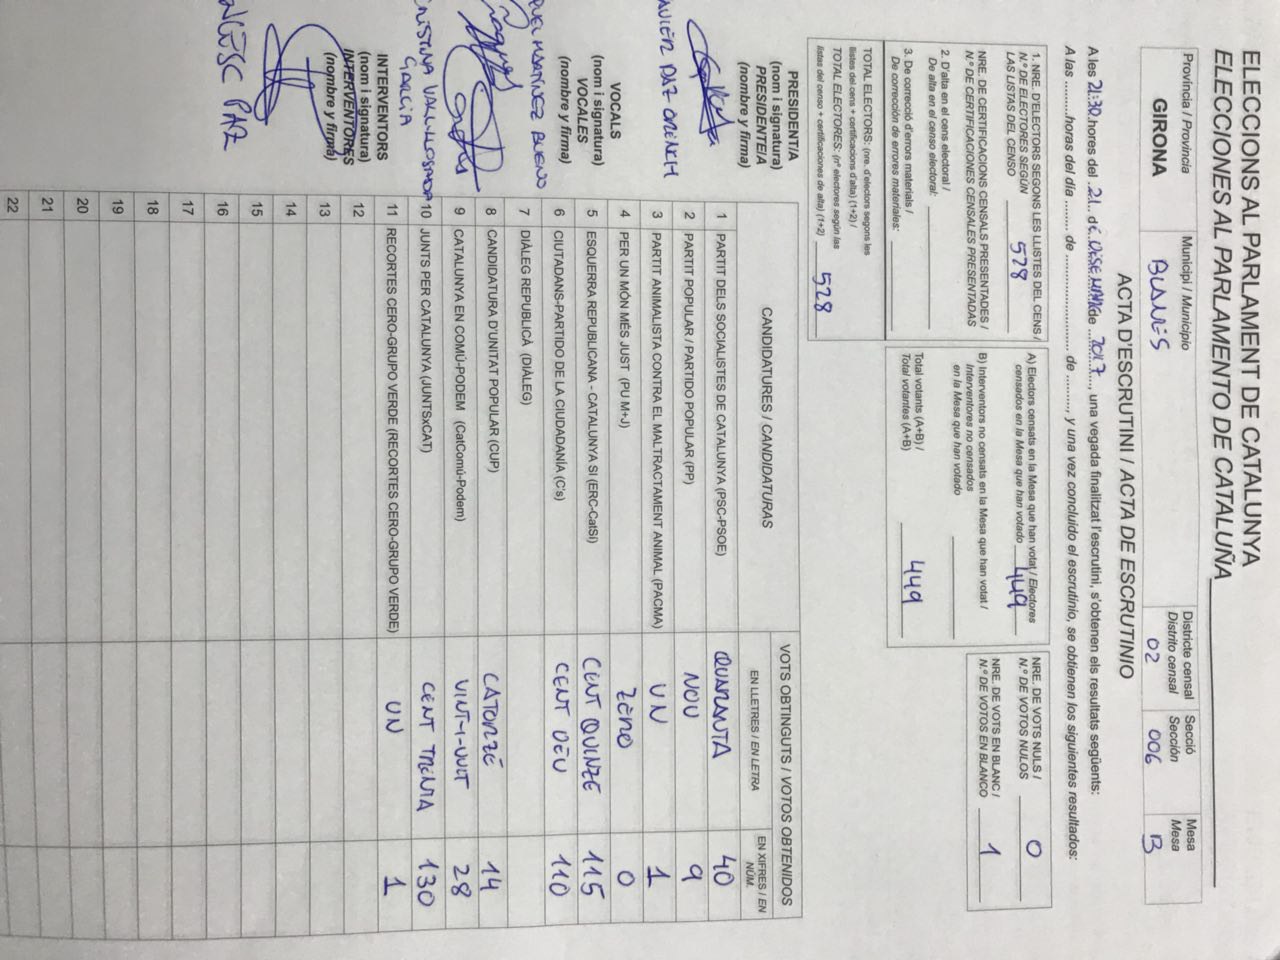 ELECCIONS AL PARLAMENT DE CATALUNYA
ELECCIONES AL PARLAMENTO DE CATALUÑA
Província / Provincia
GIRONA
Municipi / Municipio
BLANES
Districte censal
Distrito censal
02
Secció
Sección
006
Mesa
Mesa
B
ACTA D'ESCRUTINI / ACTA DE ESCRUTINIO
A les 21:30 hores del 21 de DESEMBRE de 2017, una vegada finalitzat l'escrutini, s'obtenen els resultats següents:
A las ..........horas del día ........ de ........................ de ........, y una vez concluido el escrutinio, se obtienen los siguientes resultados:
1. NRE. D'ELECTORS SEGONS LES LLISTES DEL CENS /
N.º DE ELECTORES SEGÚN
LAS LISTAS DEL CENSO 528
NRE. DE CERTIFICACIONS CENSALS PRESENTADES /
N.º DE CERTIFICACIONES CENSALES PRESENTADAS
2. D'alta en el cens electoral /
De alta en el censo electoral:
3. De correcció d'errors materials /
De corrección de errores materiales:
TOTAL ELECTORS: (nre. d'electors segons les
llistes del cens + certificacions d'alta) (1+2) /
TOTAL ELECTORES: (nº electores según las
listas del censo + certificaciones de alta) (1+2) 528
A) Electors censats en la Mesa que han votat / Electores
censados en la Mesa que han votado 449
B) Interventors no censats en la Mesa que han votat /
Interventores no censados
en la Mesa que han votado
Total votants (A+B) /
Total votantes (A+B) 449
NRE. DE VOTS NULS /
N.º DE VOTOS NULOS 0
NRE. DE VOTS EN BLANC /
N.º DE VOTOS EN BLANCO 1
PRESIDENT/A
(nom i signatura)
PRESIDENTE/A
(nombre y firma)
PAZ
VOCALS
(nom i signatura)
VOCALES
(nombre y firma)
MARTINEZ BUENO
GARCIA
INTERVENTORS
(nom i signatura)
INTERVENTORES
(nombre y firma)
PAZ
CANDIDATURES / CANDIDATURAS
VOTS OBTINGUTS / VOTOS OBTENIDOS
EN LLETRES / EN LETRA
EN XIFRES / EN NÚM.
1 PARTIT DELS SOCIALISTES DE CATALUNYA (PSC-PSOE) QUARANTA 40
2 PARTIT POPULAR / PARTIDO POPULAR (PP) NOU 9
3 PARTIT ANIMALISTA CONTRA EL MALTRACTAMENT ANIMAL (PACMA) UN 1
4 PER UN MÓN MÉS JUST (PU M+J) ZERO 0
5 ESQUERRA REPUBLICANA - CATALUNYA SI (ERC-CatSI) CENT QUINZE 115
6 CIUTADANS-PARTIDO DE LA CIUDADANÍA (C's) CENT DEU 110
7 DIÀLEG REPUBLICÀ (DIÀLEG)
8 CANDIDATURA D'UNITAT POPULAR (CUP) CATORZE 14
9 CATALUNYA EN COMÚ-PODEM (CatComú-Podem) VINT-I-VUIT 28
10 JUNTS PER CATALUNYA (JUNTSxCAT) CENT TRENTA 130
11 RECORTES CERO-GRUPO VERDE (RECORTES CERO-GRUPO VERDE) UN 1
12
13
14
15
16
17
18
19
20
21
22